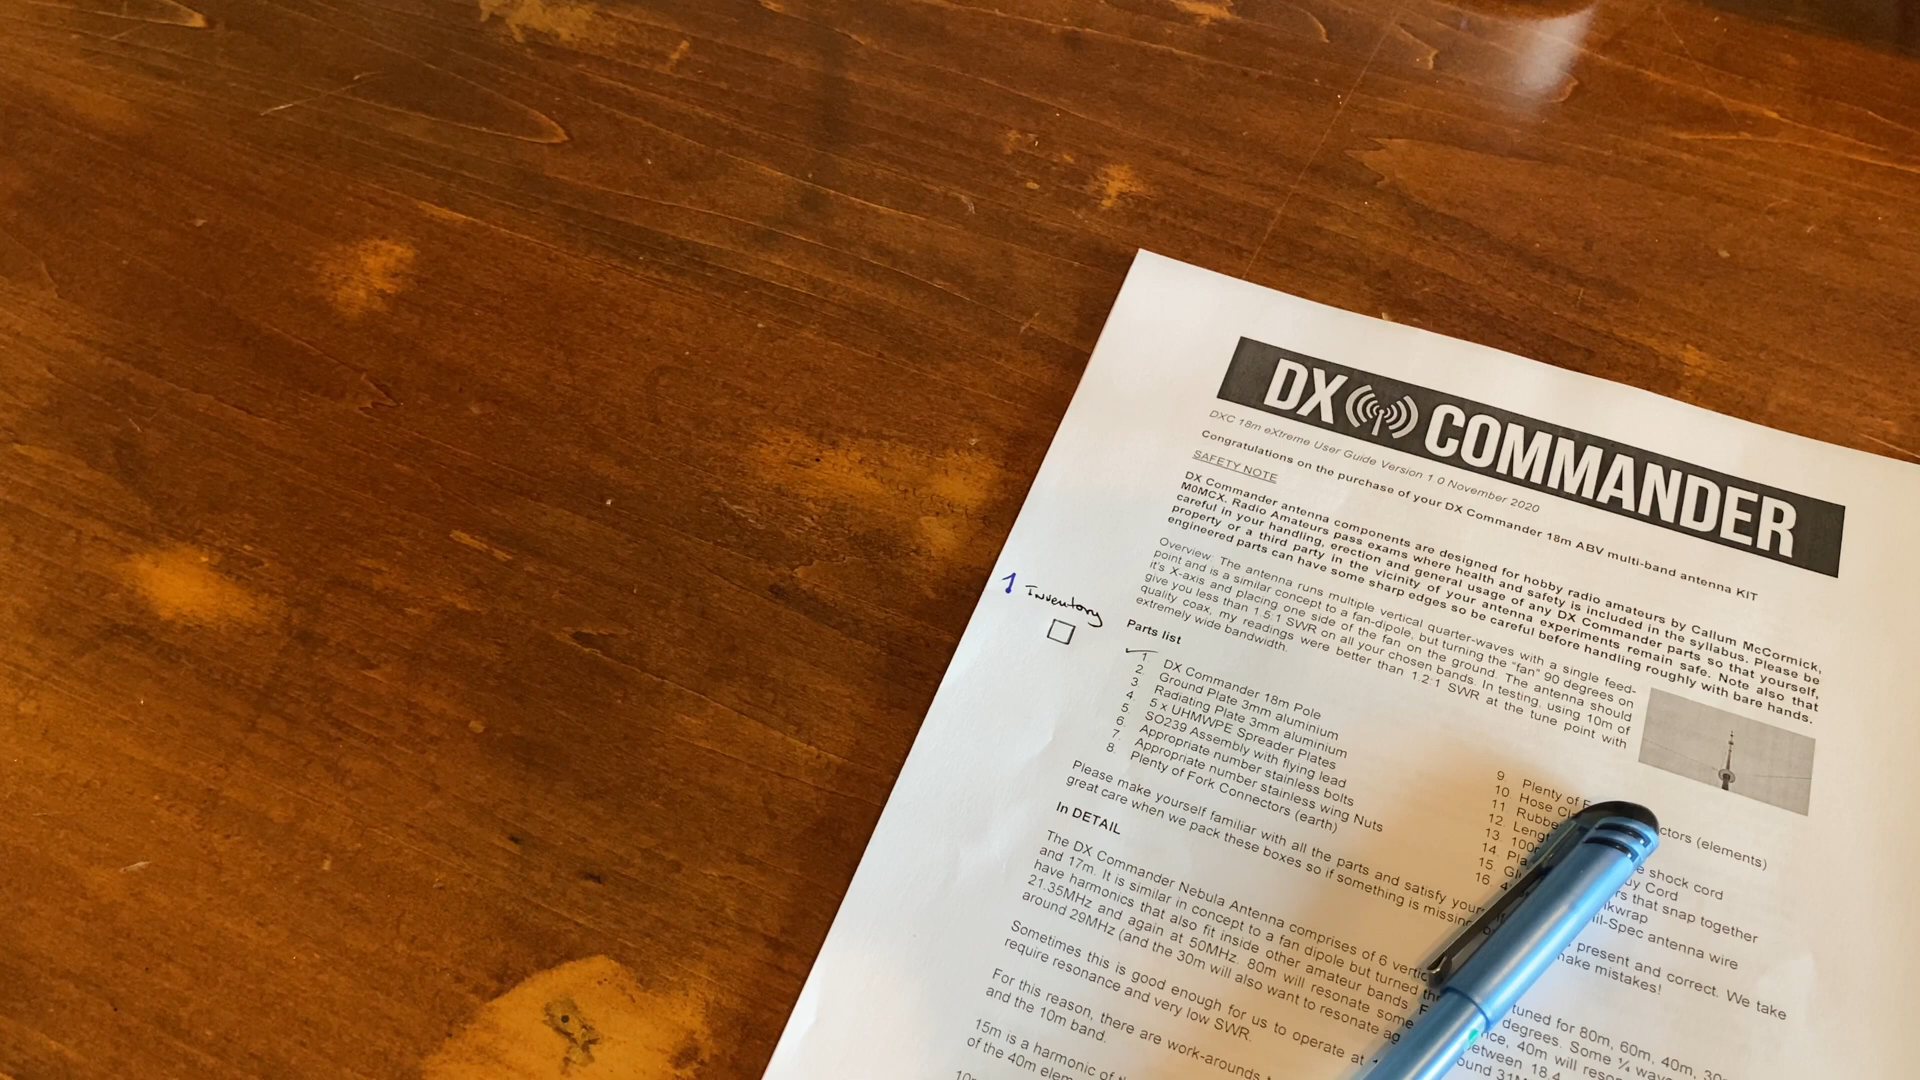 DX COMMANDER
DXC 18m eXtreme User Guide Version 1.0 November 2020
Congratulations on the purchase of your DX Commander 18m ABV multi-band antenna KIT
SAFETY NOTE
DX Commander antenna components are designed for hobby radio amateurs by Callum McCormick,
M0MCX. Radio Amateurs pass exams where health and safety is included in the syllabus. Please be
careful in your handling, erection and general usage of any DX Commander parts so that yourself,
property or a third party in the vicinity of your antenna experiments remain safe. Note also that
engineered parts can have some sharp edges so be careful before handling roughly with bare hands.
Overview: The antenna runs multiple vertical quarter-waves with a single feed-
point and is a similar concept to a fan-dipole, but turning the "fan" 90 degrees on
it's X-axis and placing one side of the fan on the ground. The antenna should
give you less than 1.5:1 SWR on all your chosen bands. In testing, using 10m of
quality coax, my readings were better than 1.2:1 SWR at the tune point with
extremely wide bandwidth.
1 Inventory
Parts list
1 DX Commander 18m Pole
2 Ground Plate 3mm aluminium
3 Radiating Plate 3mm aluminium
4 5 x UHMWPE Spreader Plates
5. SO239 Assembly with flying lead
6. Appropriate number stainless bolts
7. Appropriate number stainless wing Nuts
8. Plenty of Fork Connectors (earth)
9 Plenty of ctors (elements)
10 Hose
11
12. shock cord
13. Cord
14 rs that snap together
15 nkwrap
16 antenna wire
Please make yourself familiar with all the parts and satisfy present and correct. We take
great care when we pack these boxes so if something is missing make mistakes!
In DETAIL
The DX Commander Nebula Antenna comprises of 6 tuned for 80m, 60m, 40m,
and 17m. It is similar in concept to a fan dipole but turned degrees. Some ¼
have harmonics that also fit inside other amateur bands. 40m will
21.35MHz and again at 50MHz. 80m will resonate some between 18.4
around 29MHz (and the 30m will also want to resonate
Sometimes this is good enough for us to operate at
require resonance and very low SWR.
For this reason, there are work-arounds
and the 10m band.
15m is a harmonic of
of the 40m